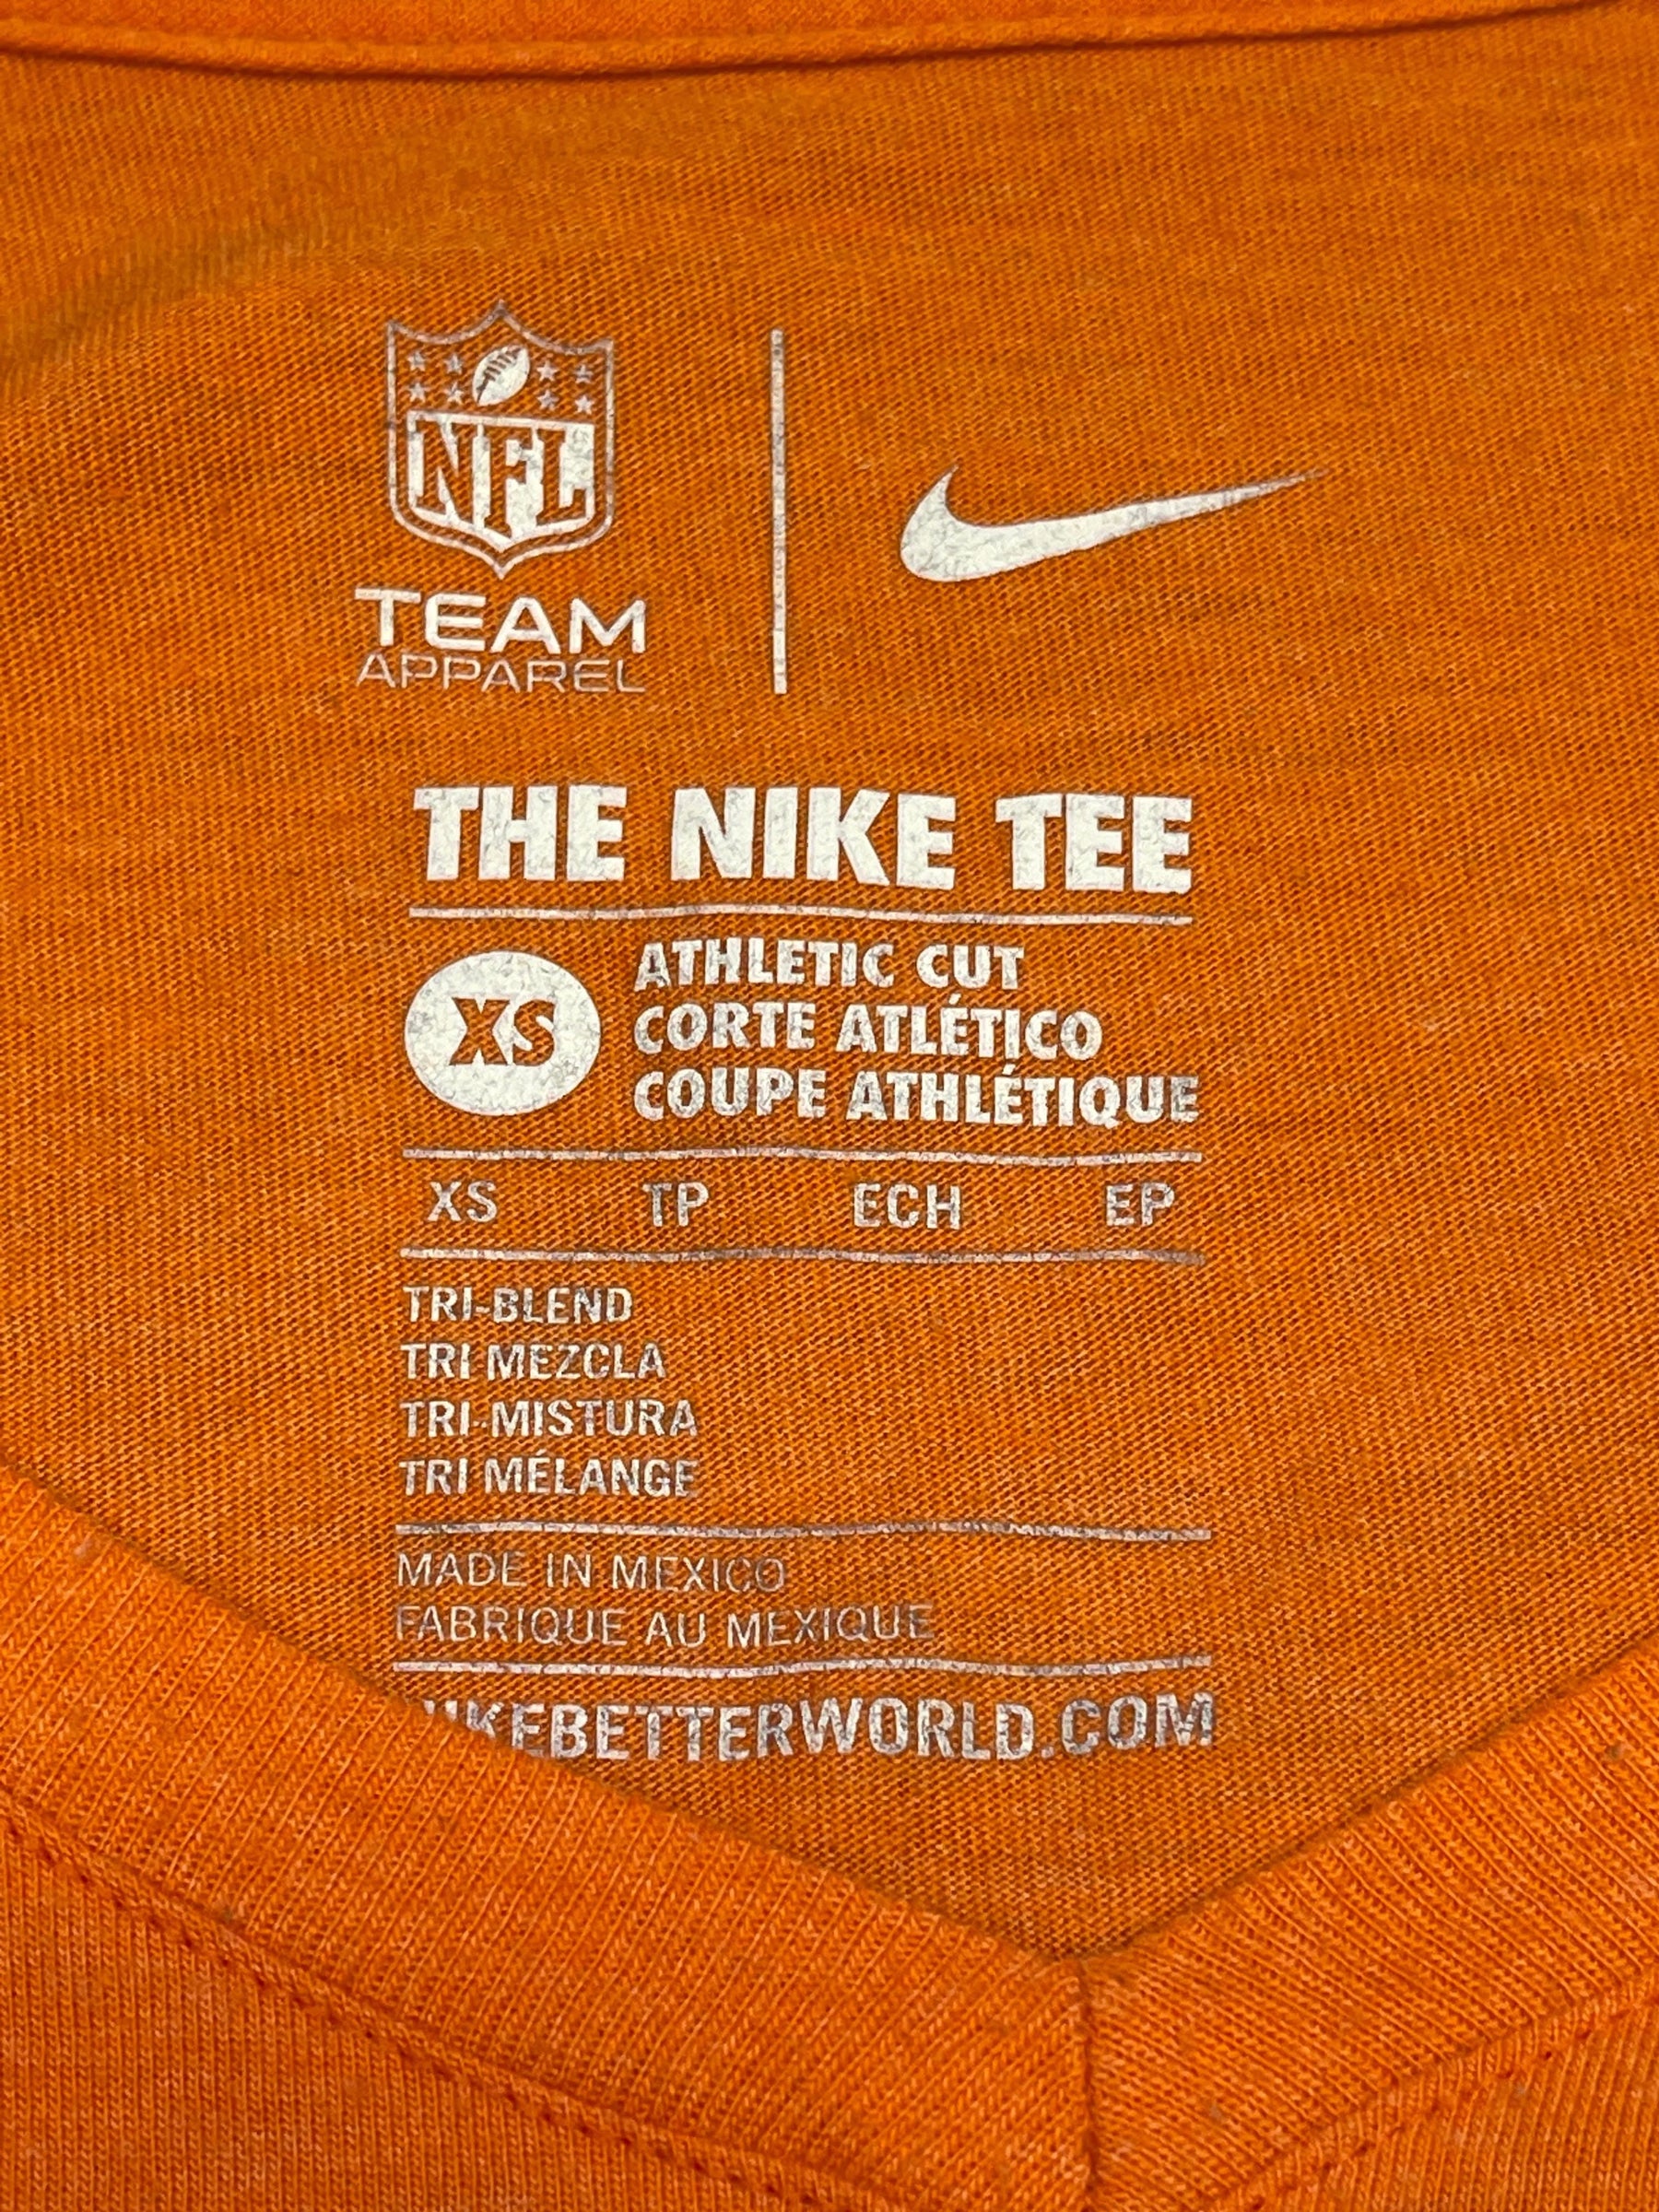 NFL
TEAM
APPAREL
THE NIKE TEE
XS
ATHLETIC CUT
CORTE ATLÉTICO
COUPE ATHLÉTIQUE
XS TP ECH EP
TRI-BLEND
TRI MEZCLA
TRI-MISTURA
TRI MÉLANGE
MADE IN MEXICO
FABRIQUE AU MEXIQUE
NIKEBETTERWORLD.COM